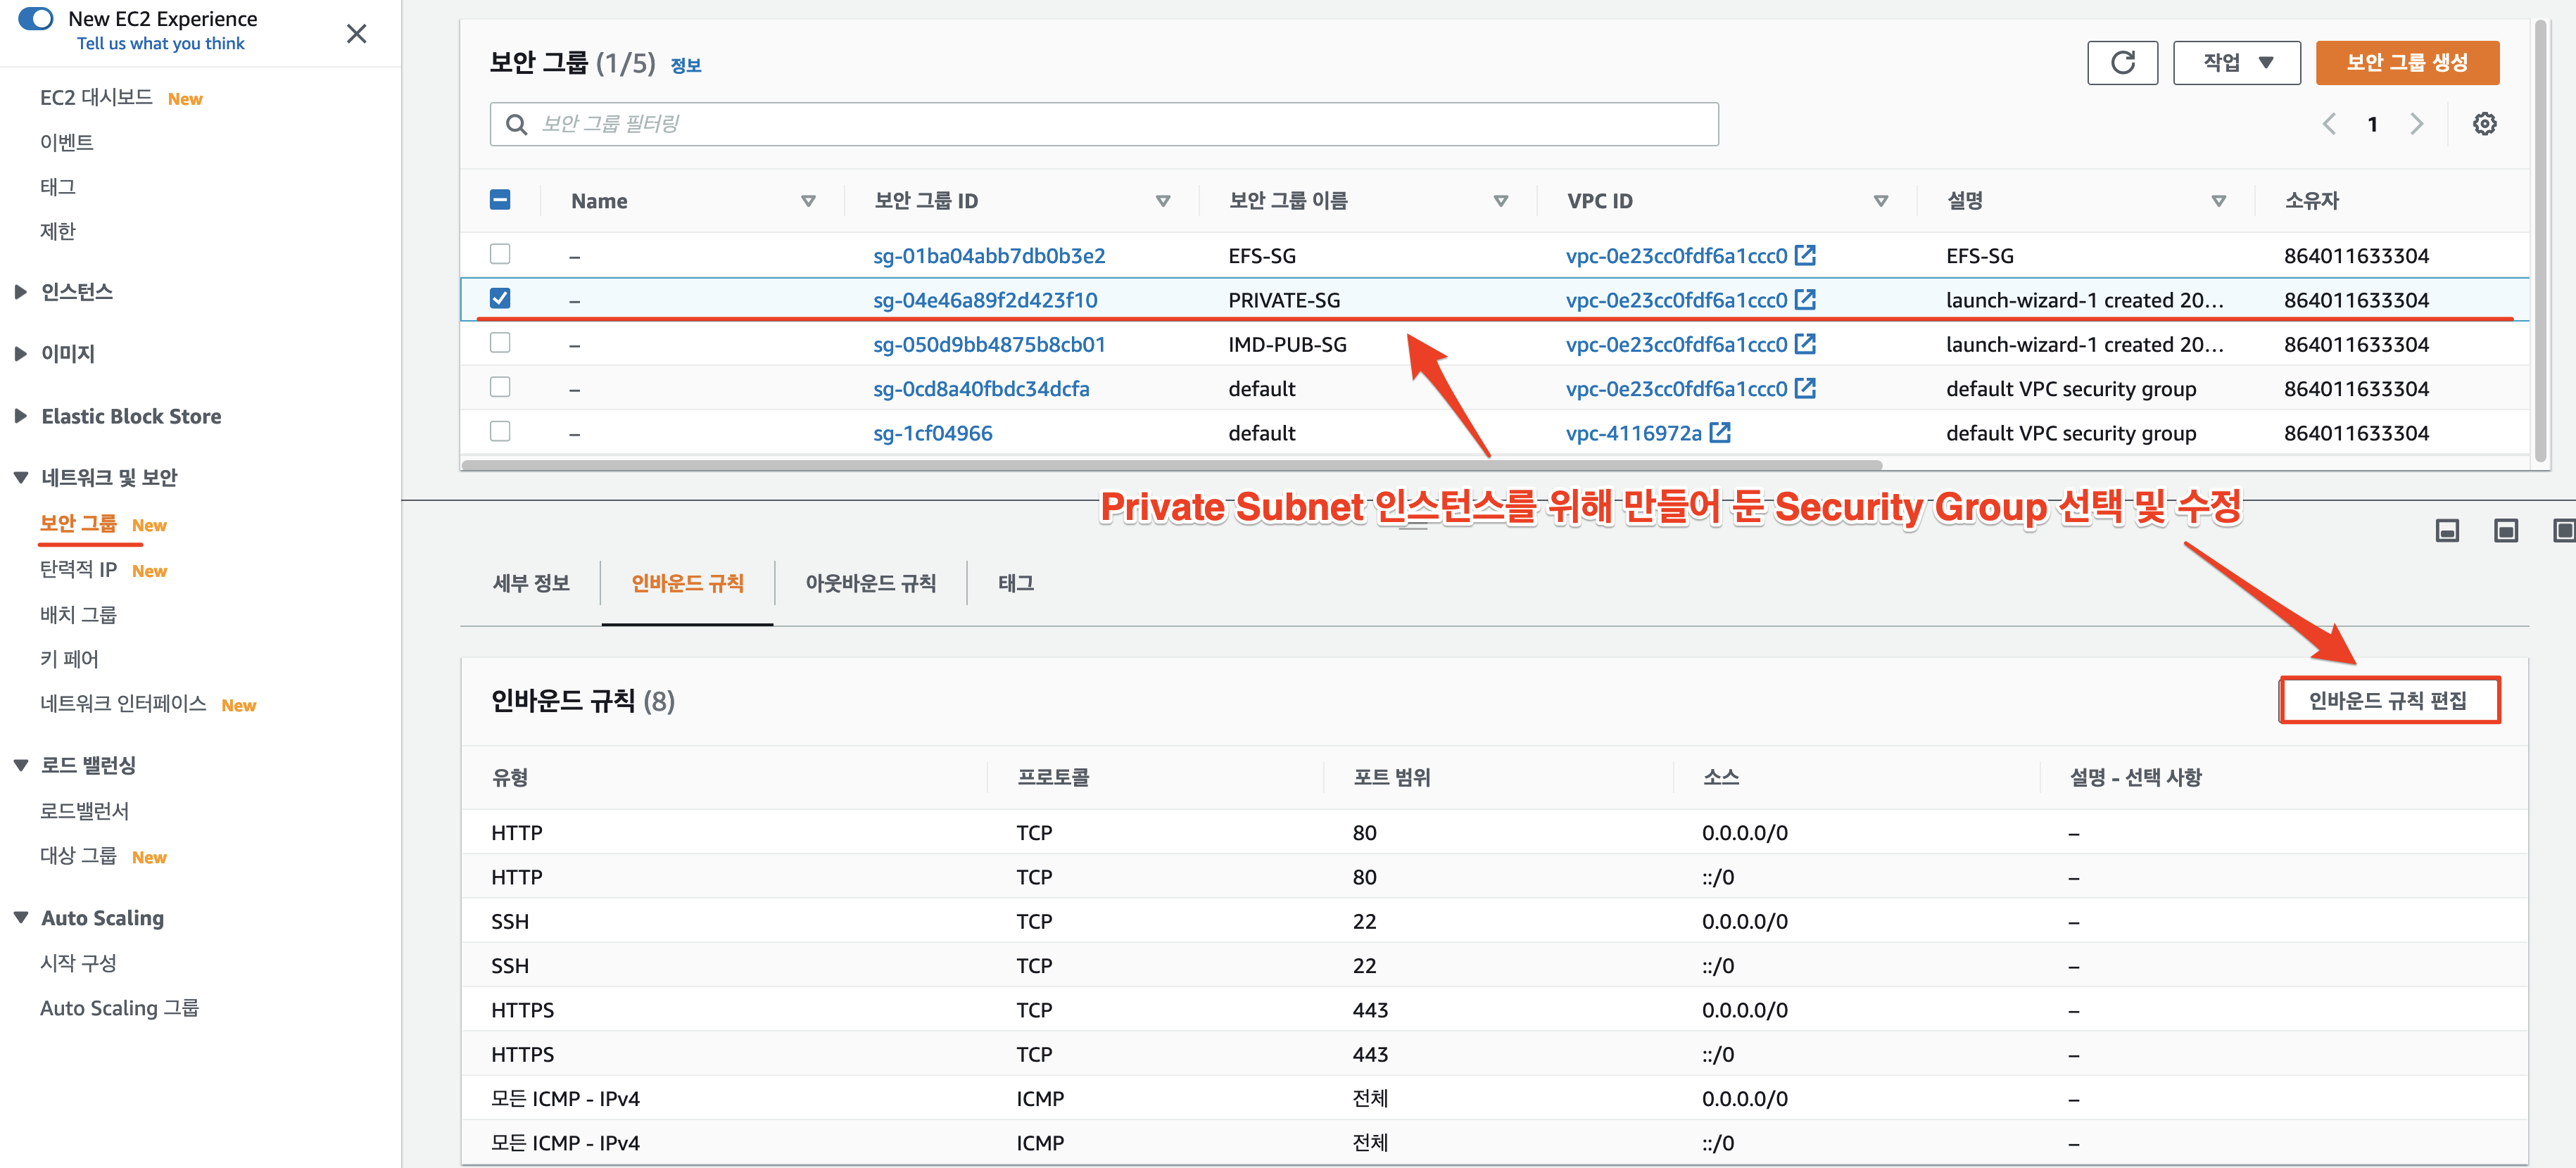 New EC2 Experience
Tell us what you think
EC2 대시보드 New
이벤트
태그
제한
인스턴스
이미지
Elastic Block Store
네트워크 및 보안
보안 그룹 New
탄력적 IP New
배치 그룹
키 페어
네트워크 인터페이스 New
로드 밸런싱
로드밸런서
대상 그룹 New
Auto Scaling
시작 구성
Auto Scaling 그룹
보안 그룹 (1/5) 정보
작업
보안 그룹 생성
보안 그룹 필터링
1
Name 보안 그룹 ID 보안 그룹 이름 VPC ID 설명 소유자
– sg-01ba04abb7db0b3e2 EFS-SG vpc-0e23cc0fdf6a1ccc0 EFS-SG 864011633304
– sg-04e46a89f2d423f10 PRIVATE-SG vpc-0e23cc0fdf6a1ccc0 launch-wizard-1 created 20... 864011633304
– sg-050d9bb4875b8cb01 IMD-PUB-SG vpc-0e23cc0fdf6a1ccc0 launch-wizard-1 created 20... 864011633304
– sg-0cd8a40fbdc34dcfa default vpc-0e23cc0fdf6a1ccc0 default VPC security group 864011633304
– sg-1cf04966 default vpc-4116972a default VPC security group 864011633304
Private Subnet 인스턴스를 위해 만들어 둔 Security Group 선택 및 수정
세부 정보 인바운드 규칙 아웃바운드 규칙 태그
인바운드 규칙 (8)
인바운드 규칙 편집
유형 프로토콜 포트 범위 소스 설명 - 선택 사항
HTTP TCP 80 0.0.0.0/0 –
HTTP TCP 80 ::/0 –
SSH TCP 22 0.0.0.0/0 –
SSH TCP 22 ::/0 –
HTTPS TCP 443 0.0.0.0/0 –
HTTPS TCP 443 ::/0 –
모든 ICMP - IPv4 ICMP 전체 0.0.0.0/0 –
모든 ICMP - IPv4 ICMP 전체 ::/0 –